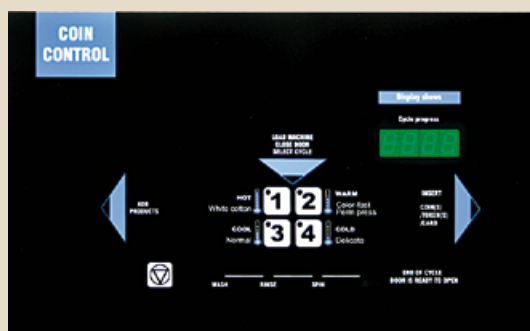 COIN
CONTROL
Display shows
Cycle progress
LOAD MACHINE
CLOSE DOOR
SELECT CYCLE
ADD
PRODUCTS
HOT
White cotton
1
2
WARM
Color fast
Perm press
COOL
Normal
3
4
COLD
Delicate
INSERT
COIN(S)
/TOKEN(S)
/CARD
WASH
RINSE
SPIN
END OF CYCLE
DOOR IS READY TO OPEN